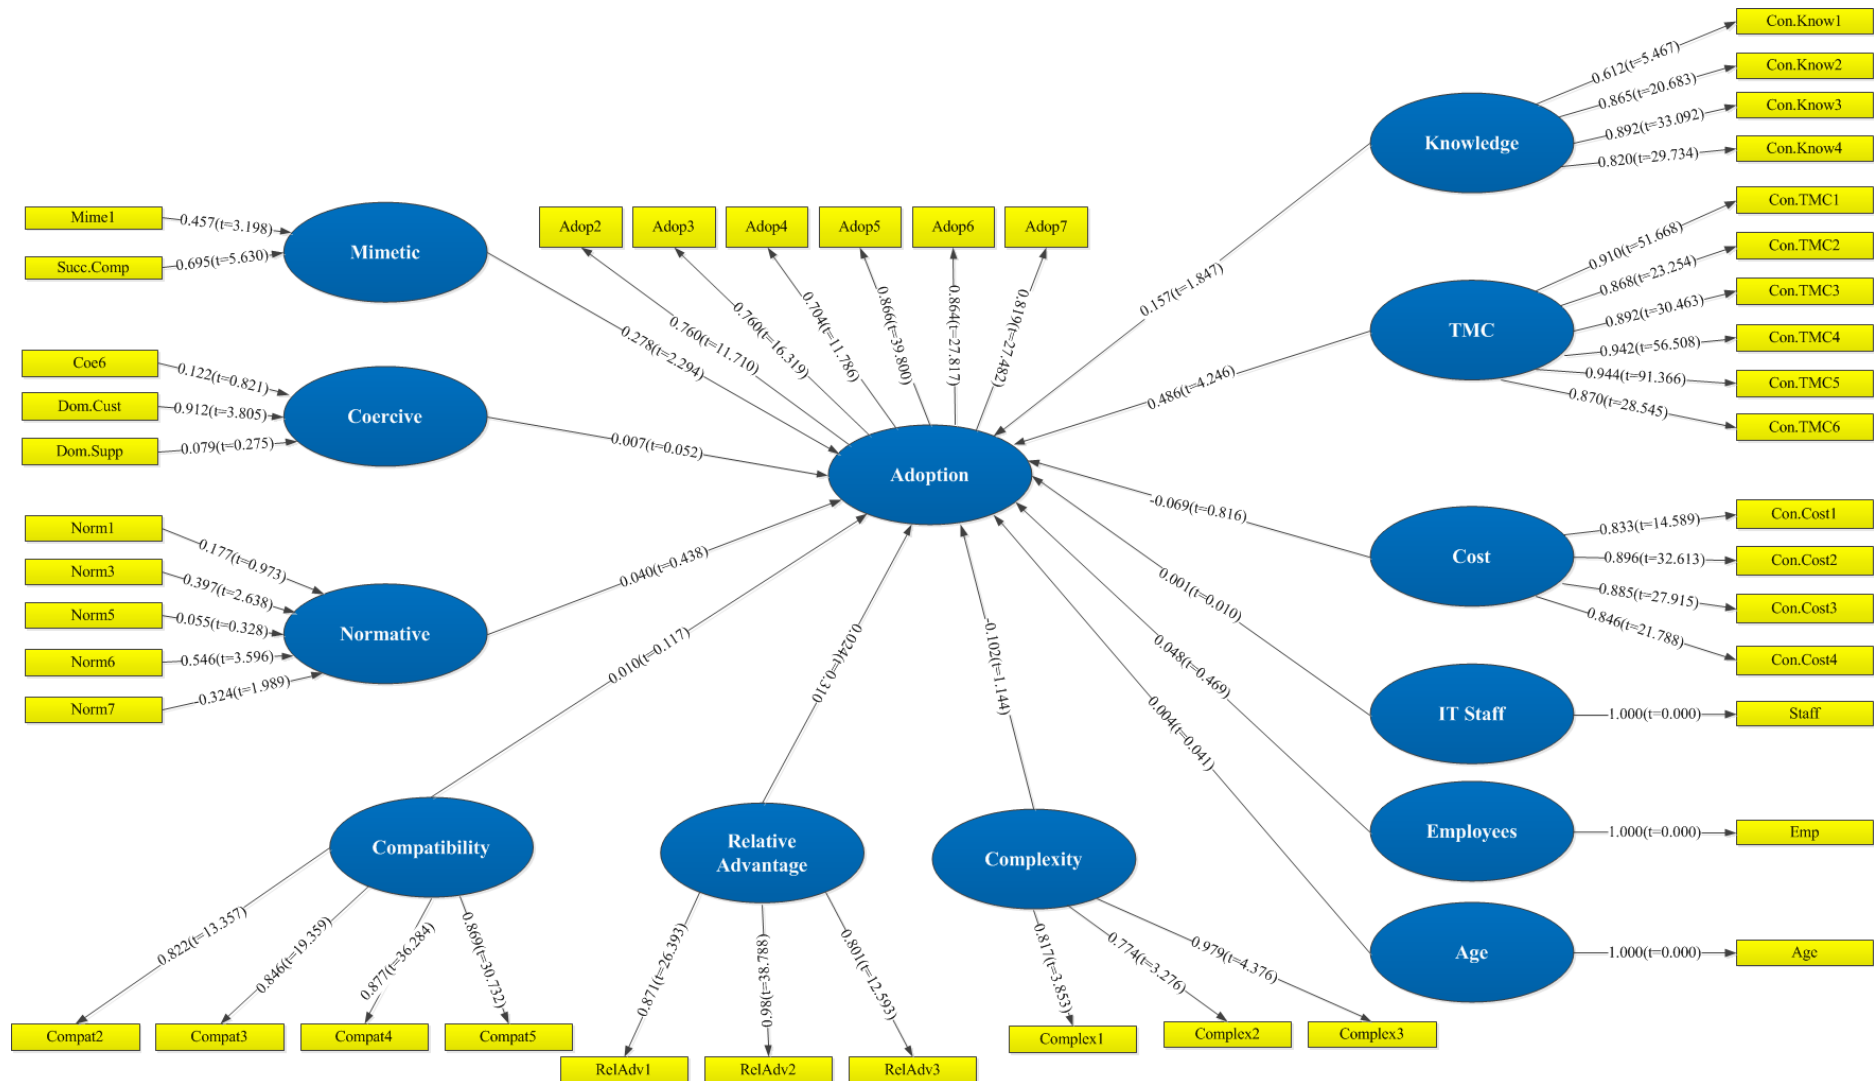 Con.Know1
0.612(t=5.467)
Con.Know2
0.865(t=20.683)
Con.Know3
0.892(t=33.092)
Knowledge
Con.Know4
0.820(t=29.734)
Con.TMC1
0.910(t=51.668)
Con.TMC2
0.868(t=23.254)
Con.TMC3
0.892(t=30.463)
TMC
Con.TMC4
0.942(t=56.508)
Con.TMC5
0.944(t=91.366)
Con.TMC6
0.870(t=28.545)
Mime1
0.457(t=3.198)
Succ.Comp
0.695(t=5.630)
Mimetic
Adop2
Adop3
Adop4
Adop5
Adop6
Adop7
0.760(t=11.710)
0.760(t=16.319)
0.704(t=11.786)
0.866(t=39.800)
0.864(t=27.817)
0.819(t=27.482)
0.278(t=2.294)
0.157(t=1.847)
0.486(t=4.246)
Coe6
0.122(t=0.821)
Dom.Cust
0.912(t=3.805)
Dom.Supp
0.079(t=0.275)
Coercive
0.007(t=0.052)
Adoption
-0.069(t=0.816)
Con.Cost1
0.833(t=14.589)
Cost
Con.Cost2
0.896(t=32.613)
Con.Cost3
0.885(t=27.915)
Con.Cost4
0.846(t=21.788)
Norm1
0.177(t=0.973)
Norm3
0.397(t=2.638)
Norm5
0.055(t=0.328)
Norm6
0.546(t=3.596)
Norm7
-0.324(t=1.989)
Normative
0.040(t=0.438)
0.010(t=0.117)
0.024(t=0.310
-0.102(t=1.144)
0.001(t=0.010)
0.048(t=0.469)
0.004(t=0.041)
IT Staff
1.000(t=0.000)
Staff
Employees
1.000(t=0.000)
Emp
Age
1.000(t=0.000)
Age
Compatibility
0.822(t=13.357)
0.846(t=19.359)
0.877(t=36.284)
0.869(t=30.732)
Compat2
Compat3
Compat4
Compat5
Relative
Advantage
0.871(t=26.393)
0.98(t=38.788)
0.801(t=12.593)
RelAdv1
RelAdv2
RelAdv3
Complexity
0.817(t=3.853)
0.774(t=3.276)
0.979(t=4.376)
Complex1
Complex2
Complex3